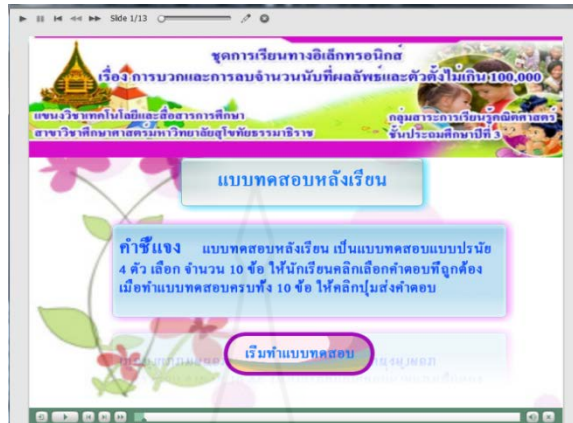 Slide 1/13
ชุดการเรียนทางอิเล็กทรอนิกส์
เรื่อง การบวกและการลบจำนวนนับที่ผลลัพธ์และตัวตั้งไม่เกิน 100,000
แขนงวิชาเทคโนโลยีและสื่อสารการศึกษา
สาขาวิชาศึกษาศาสตร์มหาวิทยาลัยสุโขทัยธรรมาธิราช
กลุ่มสาระการเรียนรู้คณิตศาสตร์
ชั้นประถมศึกษาปีที่ 3
แบบทดสอบหลังเรียน
คำชี้แจง แบบทดสอบหลังเรียน เป็นแบบทดสอบแบบปรนัย
4 ตัว เลือก จำนวน 10 ข้อ ให้นักเรียนคลิกเลือกคำตอบที่ถูกต้อง
เมื่อทำแบบทดสอบครบทั้ง 10 ข้อ ให้คลิกปุ่มส่งคำตอบ
เริ่มทำแบบทดสอบ